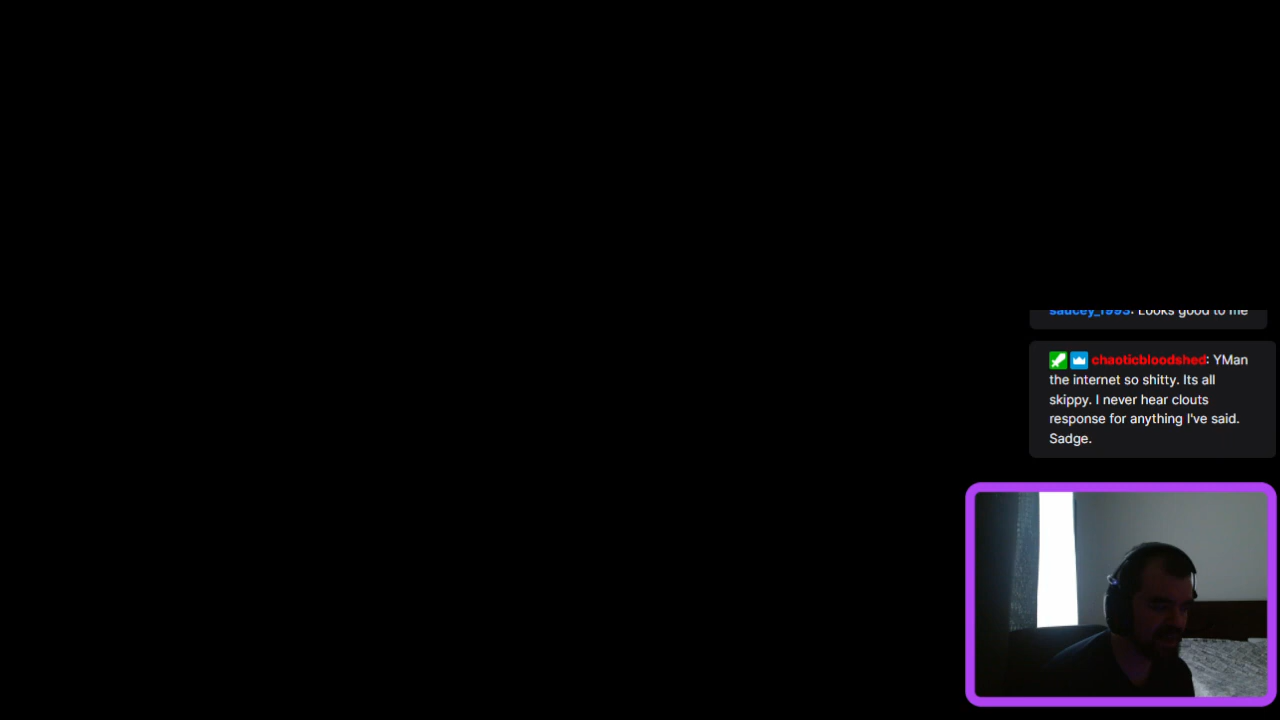 saucey_1993: Looks good to me
chaoticbloodshed: YMan
the internet so shitty. Its all
skippy. I never hear clouts
response for anything I've said.
Sadge.